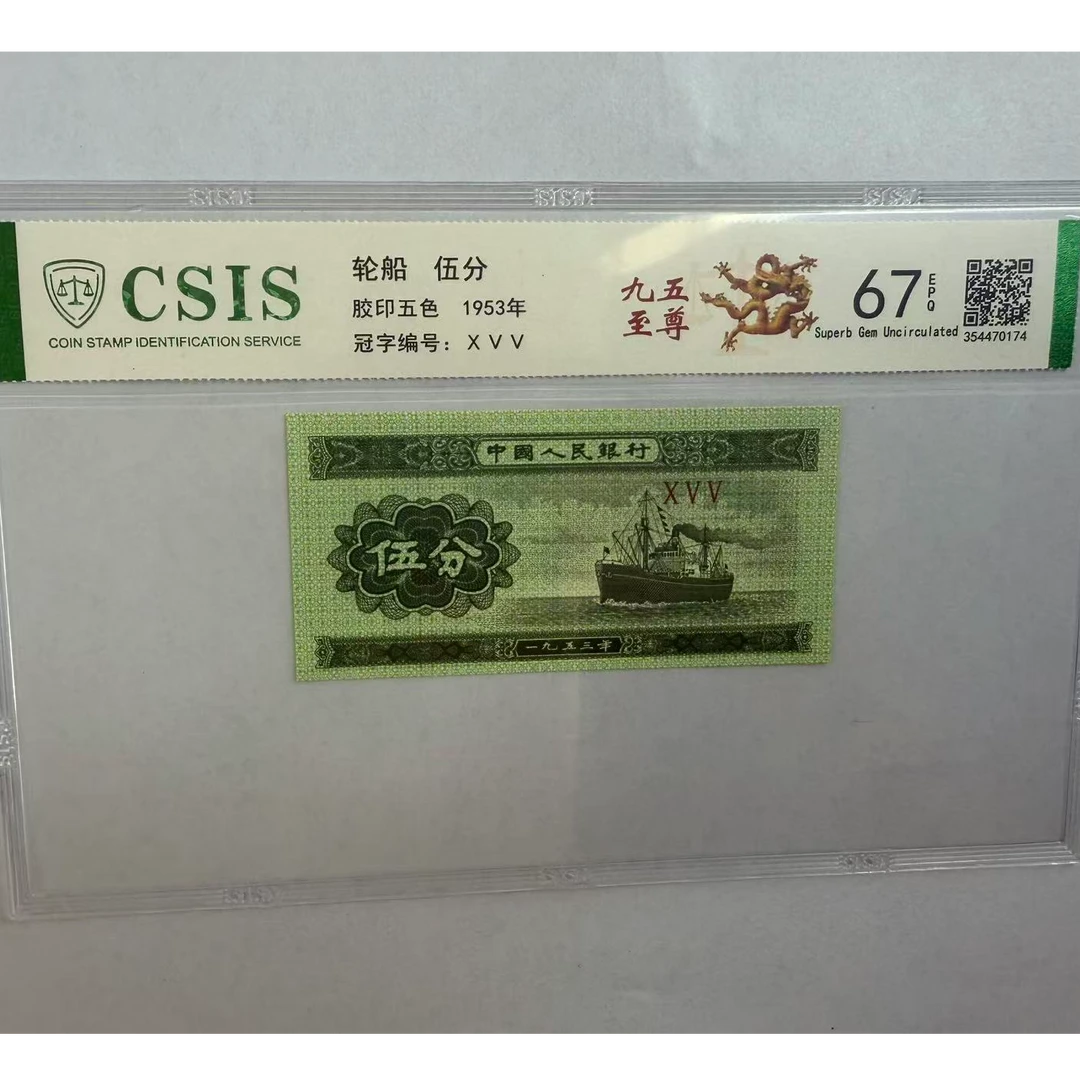 CSIS
COIN STAMP IDENTIFICATION SERVICE
轮船 伍分
胶印五色 1953年
冠字编号：XVV
九五
至尊
67 EPQ
Superb Gem Uncirculated
354470174
中國人民銀行
XVV
伍分
一九五三年